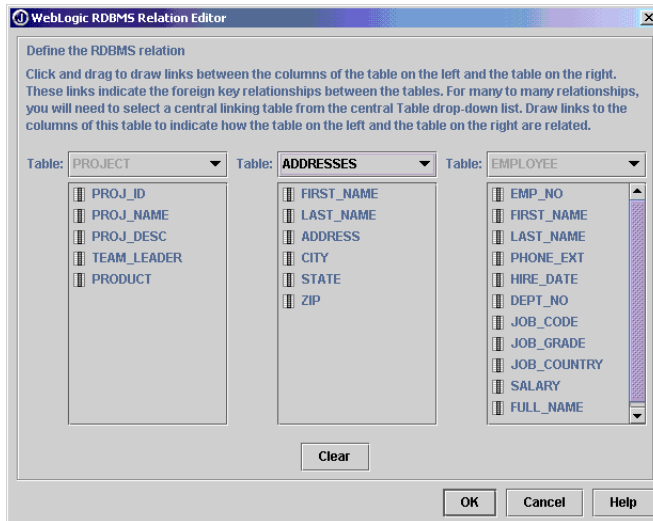 WebLogic RDBMS Relation Editor
Define the RDBMS relation
Click and drag to draw links between the columns of the table on the left and the table on the right.
These links indicate the foreign key relationships between the tables. For many to many relationships,
you will need to select a central linking table from the central Table drop-down list. Draw links to the
columns of this table to indicate how the table on the left and the table on the right are related.
Table: PROJECT
PROJ_ID
PROJ_NAME
PROJ_DESC
TEAM_LEADER
PRODUCT
Table: ADDRESSES
FIRST_NAME
LAST_NAME
ADDRESS
CITY
STATE
ZIP
Table: EMPLOYEE
EMP_NO
FIRST_NAME
LAST_NAME
PHONE_EXT
HIRE_DATE
DEPT_NO
JOB_CODE
JOB_GRADE
JOB_COUNTRY
SALARY
FULL_NAME
Clear
OK Cancel Help